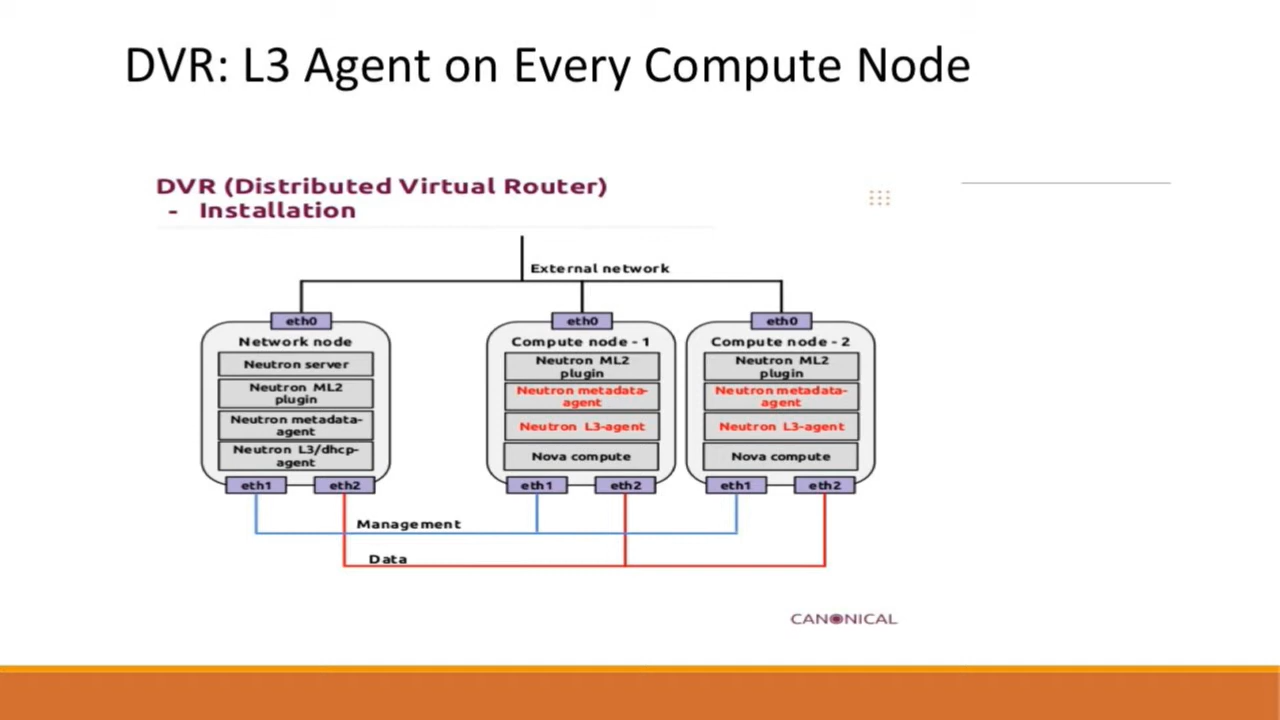 DVR: L3 Agent on Every Compute Node
DVR (Distributed Virtual Router)
- Installation
External network
eth0
eth0
eth0
Network node
Neutron server
Neutron ML2
plugin
Neutron metadata-
agent
Neutron L3/dhcp-
agent
eth1
eth2
Compute node - 1
Neutron ML2
plugin
Neutron metadata-
agent
Neutron L3-agent
Nova compute
eth1
eth2
Compute node - 2
Neutron ML2
plugin
Neutron metadata-
agent
Neutron L3-agent
Nova compute
eth1
eth2
Management
Data
CANONICAL